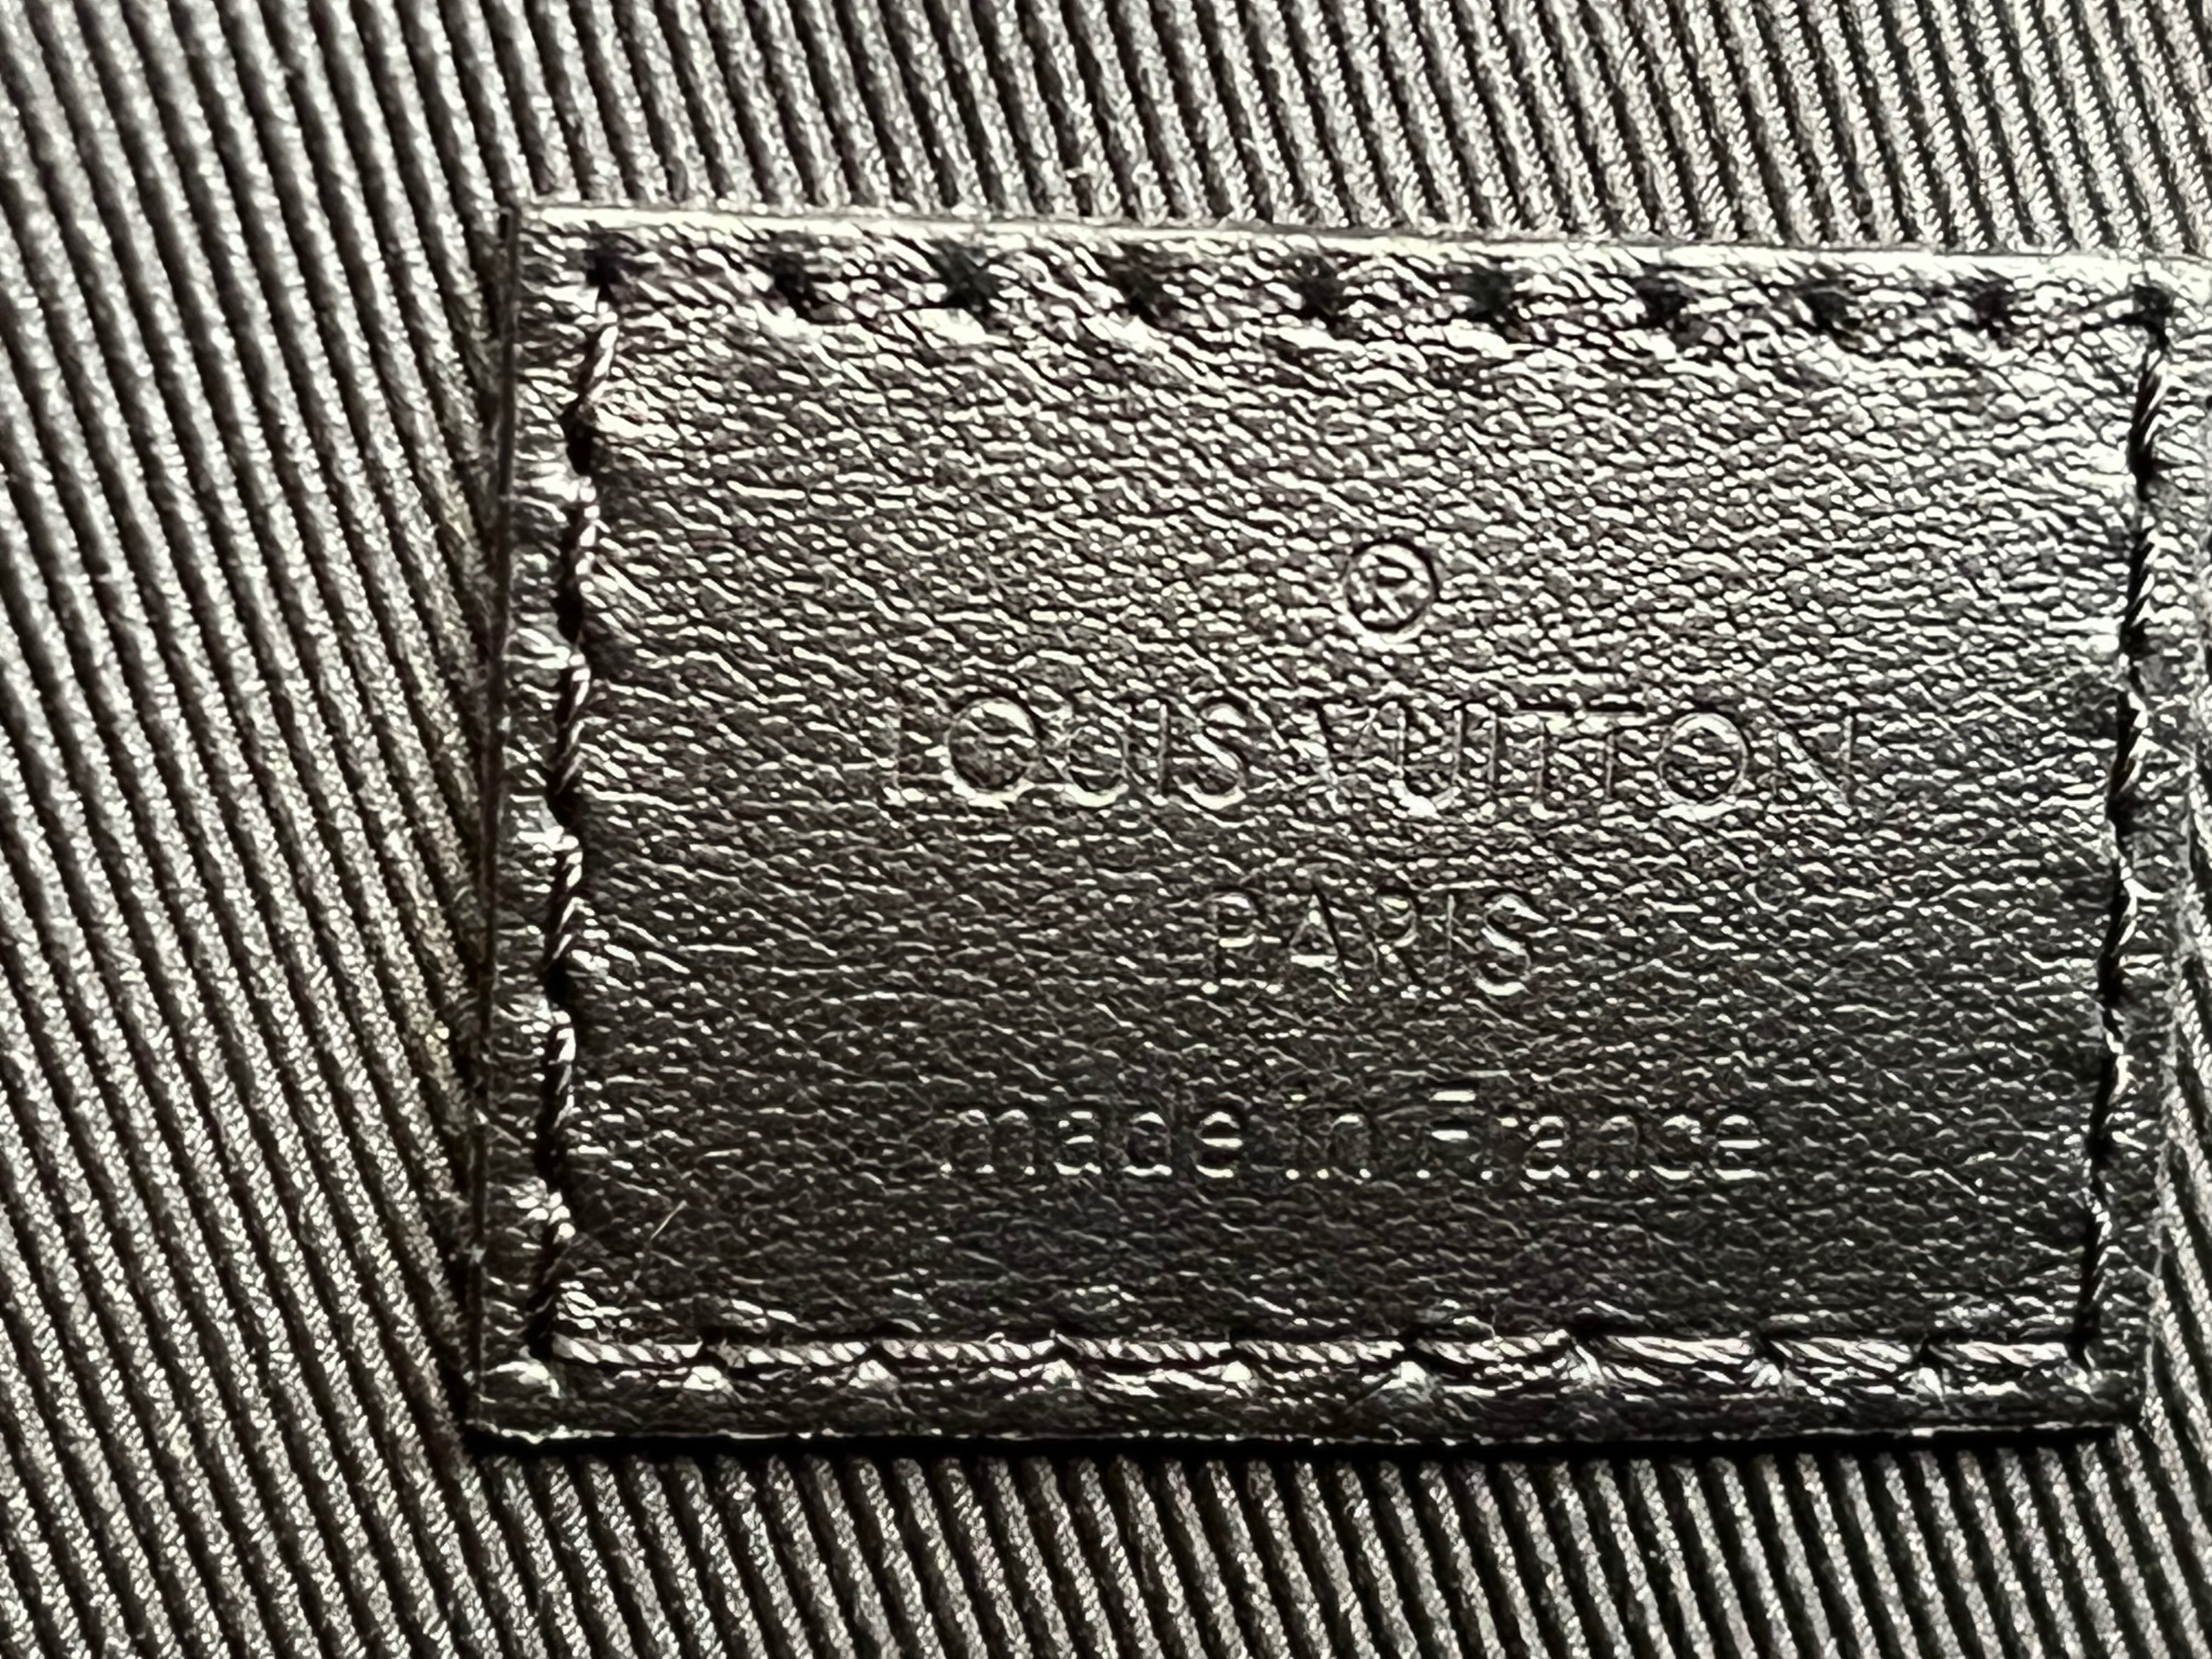 ®
LOUIS VUITTON
PARIS
made in France